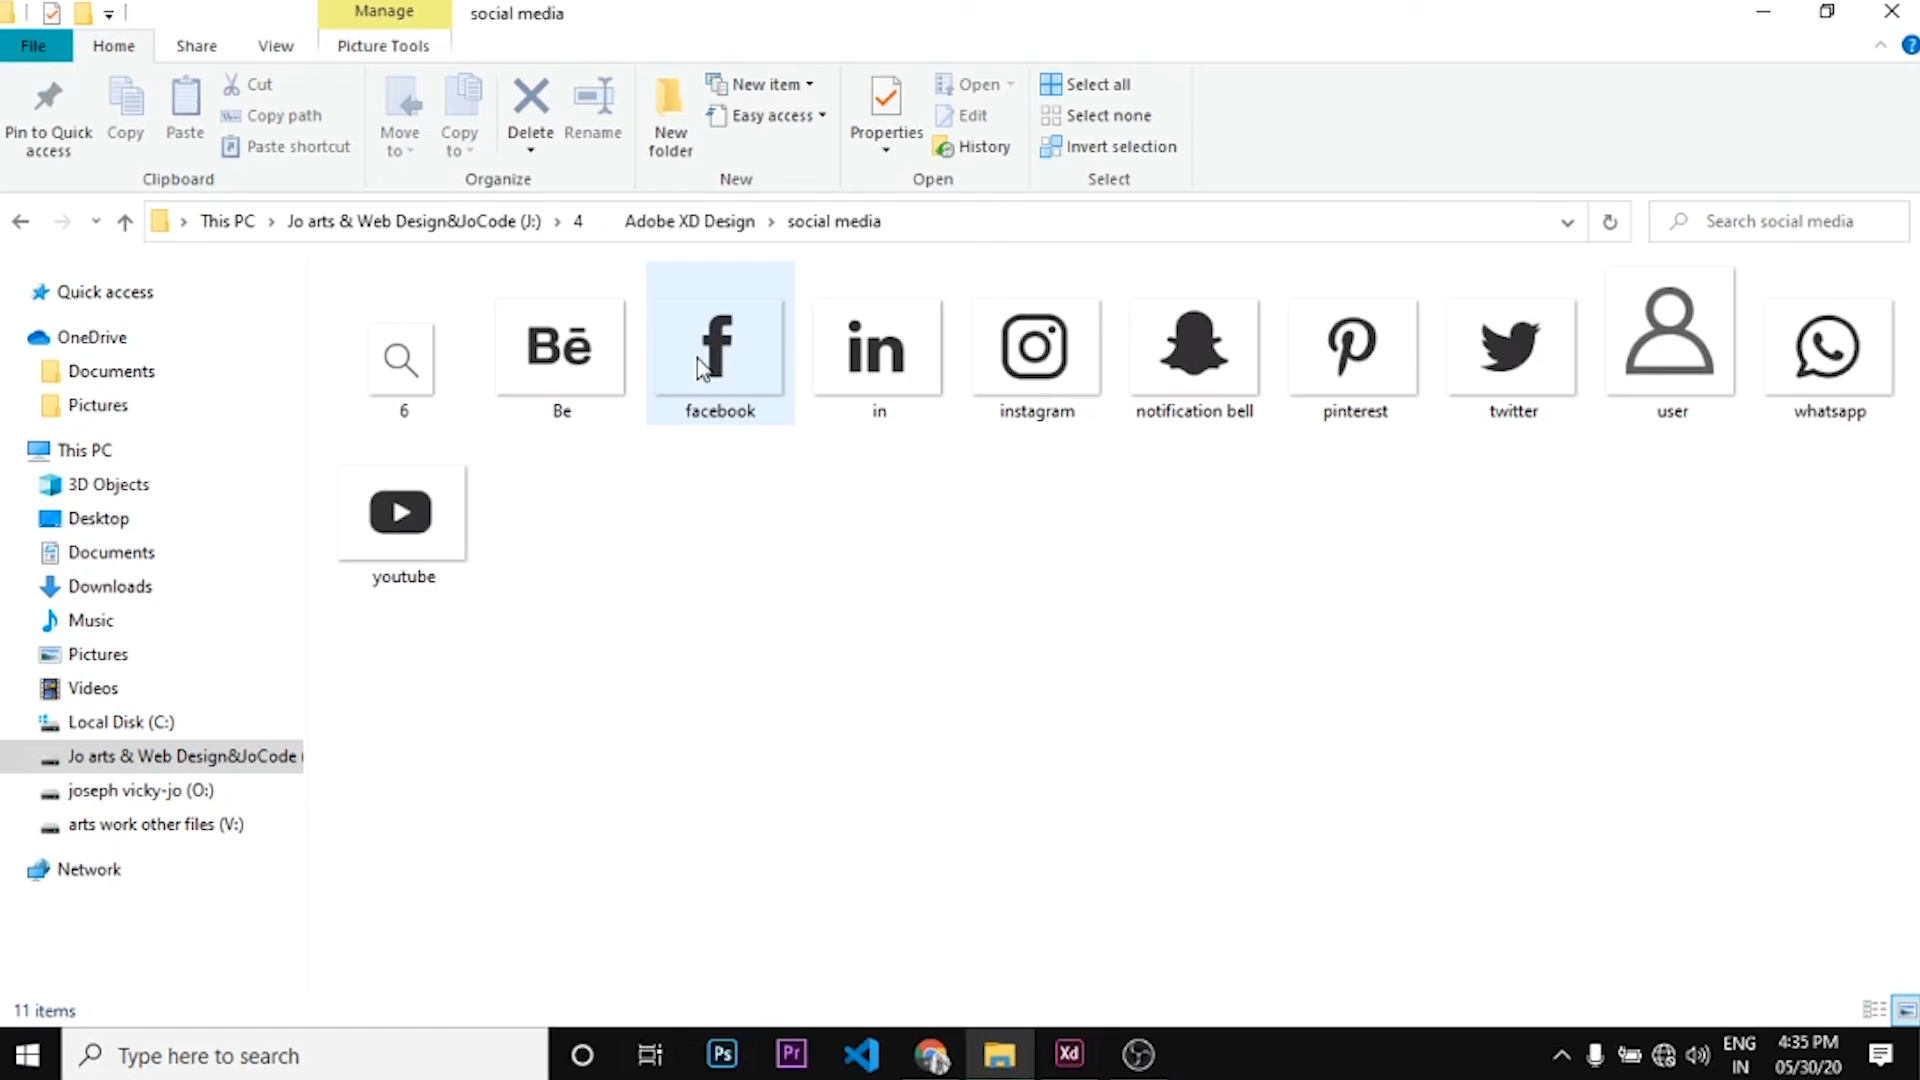 Manage
social media
File
Home
Share
View
Picture Tools
Pin to Quick
access
Copy
Paste
Cut
Copy path
Paste shortcut
Clipboard
Move
to
Copy
to
Delete
Rename
Organize
New
folder
New item
Easy access
New
Properties
Open
Edit
History
Open
Select all
Select none
Invert selection
Select
This PC > Jo arts & Web Design&JoCode (J:) > 4 Adobe XD Design > social media
Search social media
Quick access
OneDrive
Documents
Pictures
This PC
3D Objects
Desktop
Documents
Downloads
Music
Pictures
Videos
Local Disk (C:)
Jo arts & Web Design&JoCode (
joseph vicky-jo (O:)
arts work other files (V:)
Network
Bē
f
in
6
Be
facebook
in
instagram
notification bell
pinterest
twitter
user
whatsapp
youtube
11 items
Type here to search
Ps
Pr
Xd
ENG
IN
4:35 PM
05/30/20